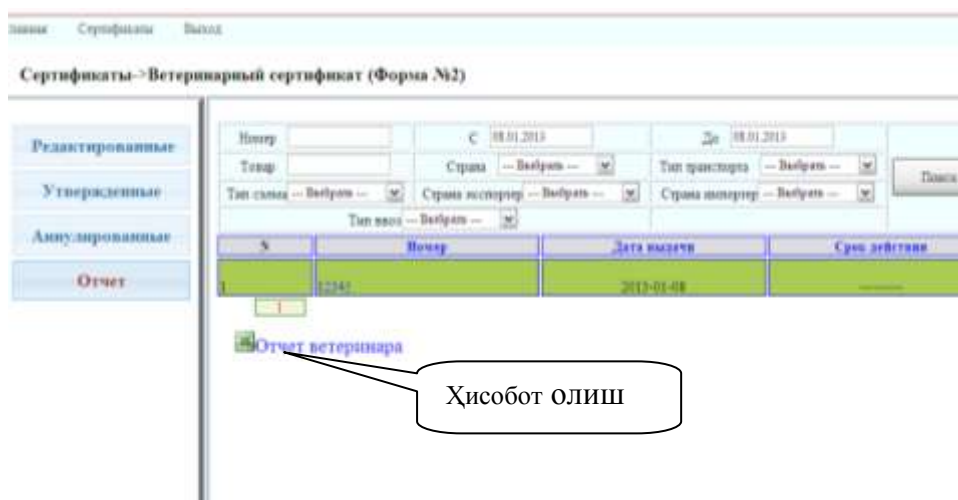 Сертификаты Выход
Сертификаты->Ветеринарный сертификат (Форма №2)
Редактированные
Утвержденные
Аннулированные
Отчет
Номер С 08.01.2013 До 08.01.2013
Товар Страна --- Выбрать --- Тип транспорта --- Выбрать ---
Тип --- Выбрать --- Страна экспортер --- Выбрать --- Страна импортер --- Выбрать ---
Тип ввоз --- Выбрать ---
Поиск
N Номер Дата выдачи Срок действия
1 12345 2013-01-08 ----------
1
Отчет ветеринара
Ҳисобот олиш